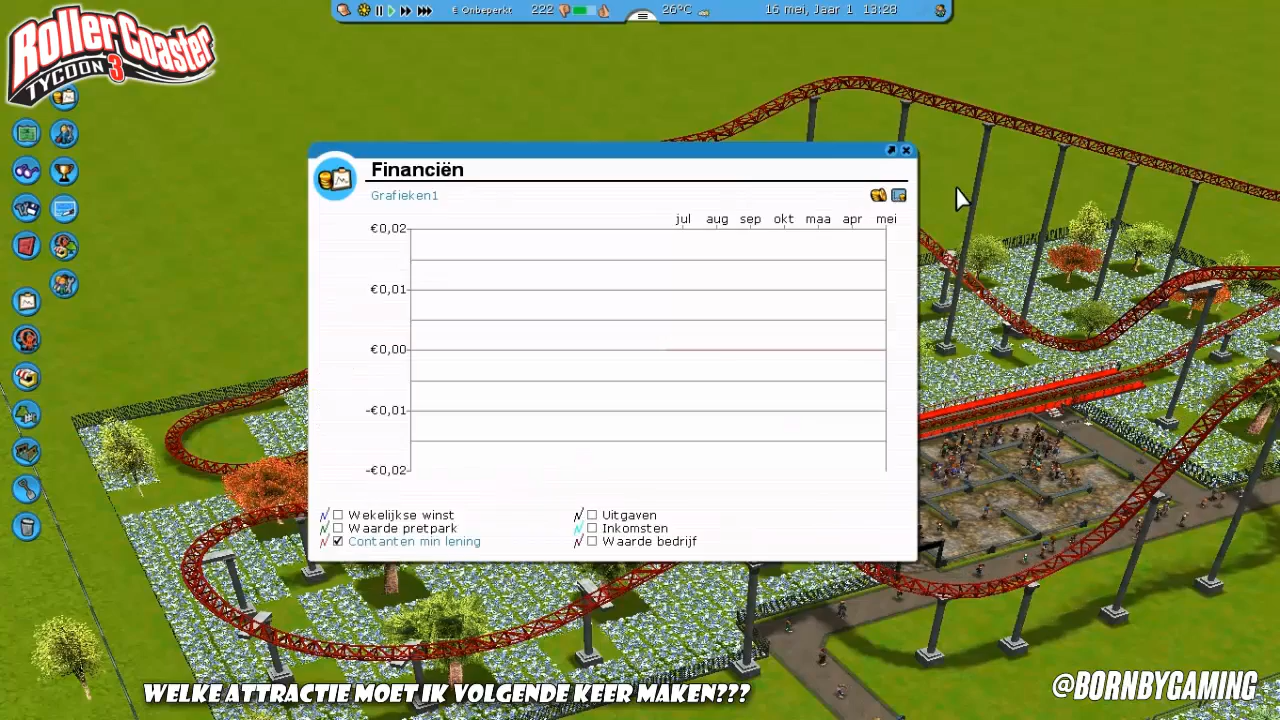 € Onbeperkt 222 26°C 15 mei, Jaar 1 13:28
RollerCoaster
TYCOON 3
Financiën
Grafieken1
jul aug sep okt maa apr mei
€0,02
€0,01
€0,00
-€0,01
-€0,02
Wekelijkse winst
Waarde pretpark
Contanten min lening
Uitgaven
Inkomsten
Waarde bedrijf
WELKE ATTRACTIE MOET IK VOLGENDE KEER MAKEN???
@BORNBYGAMING